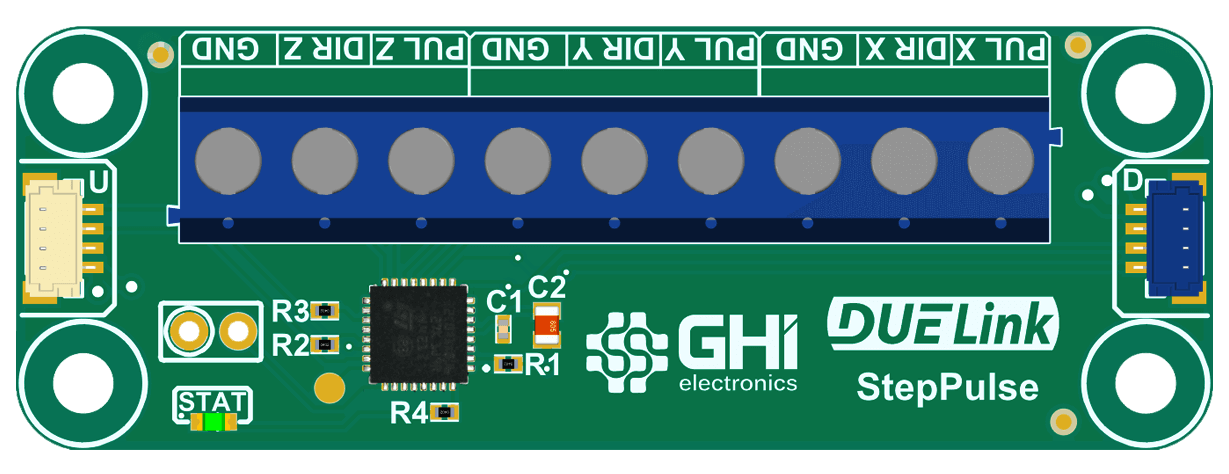 GND DIR Z PUL Z GND DIR Y PUL Y GND DIR X PUL X
U
D
C1 C2
R3
R2
R1
R4
STAT
GHI
electronics
DUELink
StepPulse